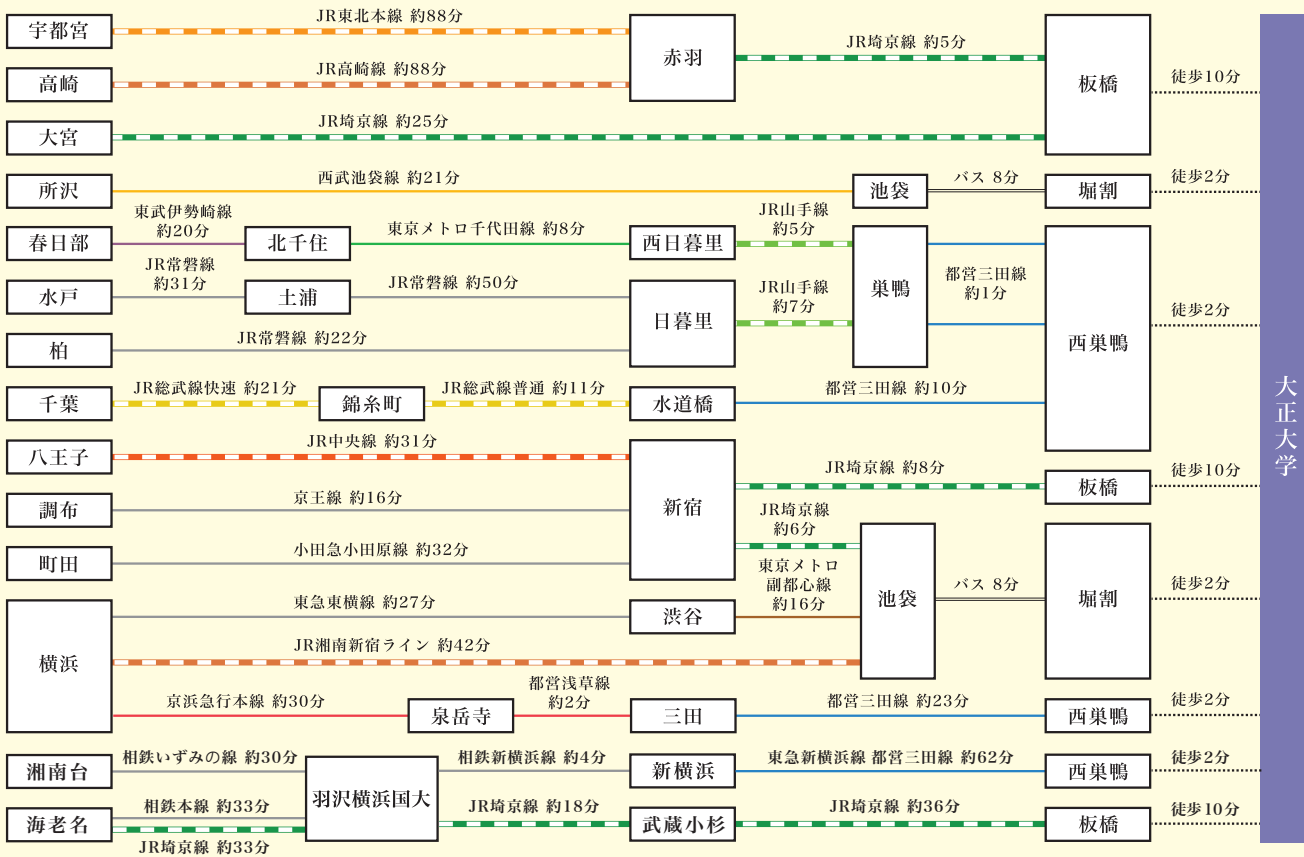 宇都宮
JR東北本線 約88分
赤羽
JR埼京線 約5分
板橋
徒歩10分
高崎
JR高崎線 約88分
大宮
JR埼京線 約25分
所沢
西武池袋線 約21分
池袋
バス 8分
堀割
徒歩2分
春日部
東武伊勢崎線
約20分
北千住
東京メトロ千代田線 約8分
西日暮里
JR山手線
約5分
巣鴨
都営三田線
約1分
西巣鴨
徒歩2分
水戸
JR常磐線
約31分
土浦
JR常磐線 約50分
日暮里
JR山手線
約7分
柏
JR常磐線 約22分
千葉
JR総武線快速 約21分
錦糸町
JR総武線普通 約11分
水道橋
都営三田線 約10分
八王子
JR中央線 約31分
新宿
JR埼京線 約8分
板橋
徒歩10分
調布
京王線 約16分
JR埼京線
約6分
池袋
バス 8分
堀割
徒歩2分
町田
小田急小田原線 約32分
横浜
東急東横線 約27分
渋谷
東京メトロ
副都心線
約16分
JR湘南新宿ライン 約42分
京浜急行本線 約30分
泉岳寺
都営浅草線
約2分
三田
都営三田線 約23分
西巣鴨
徒歩2分
湘南台
相鉄いずみの線 約30分
羽沢横浜国大
相鉄新横浜線 約4分
新横浜
東急新横浜線 都営三田線 約62分
西巣鴨
徒歩2分
海老名
相鉄本線 約33分
JR埼京線 約33分
JR埼京線 約18分
武蔵小杉
JR埼京線 約36分
板橋
徒歩10分
大正大学